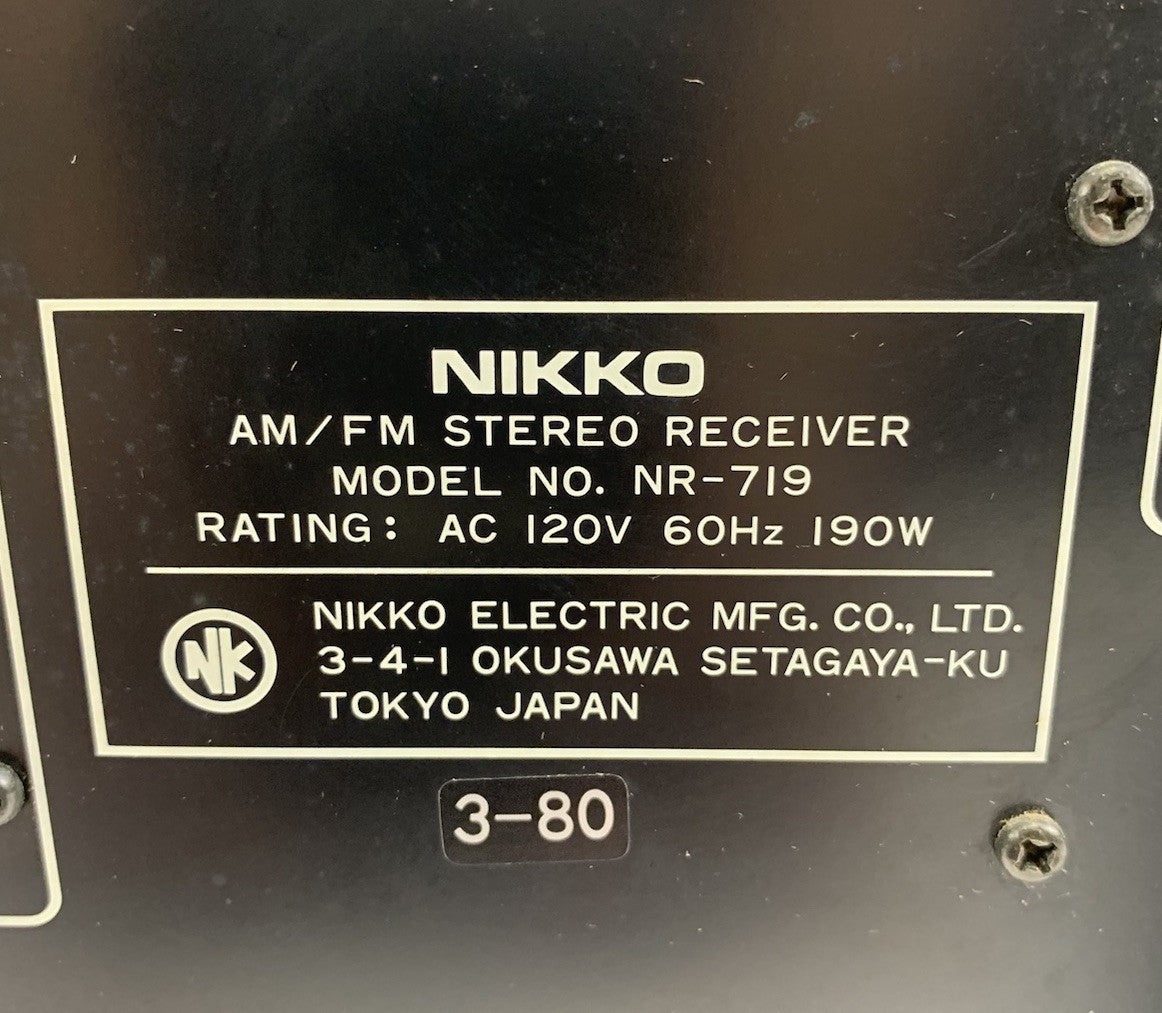 NIKKO
AM/FM STEREO RECEIVER
MODEL NO. NR-719
RATING: AC 120V 60Hz 190W
NK
NIKKO ELECTRIC MFG. CO., LTD.
3-4-1 OKUSAWA SETAGAYA-KU
TOKYO JAPAN
3-80